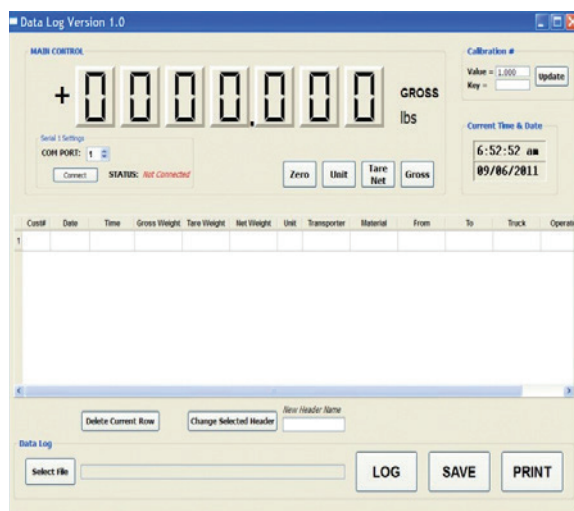 Data Log Version 1.0
MAIN CONTROL
+ 0000.000 GROSS
lbs
Calibration #
Value = 1.000
Key =
Update
Serial 1 Settings
COM PORT: 1
Connect STATUS: Not Connected
Zero Unit Tare Net Gross
Current Time & Date
6:52:52 am
09/06/2011
Cust# Date Time Gross Weight Tare Weight Net Weight Unit Transporter Material From To Truck Operato
1
Delete Current Row Change Selected Header New Header Name
Data Log
Select File LOG SAVE PRINT